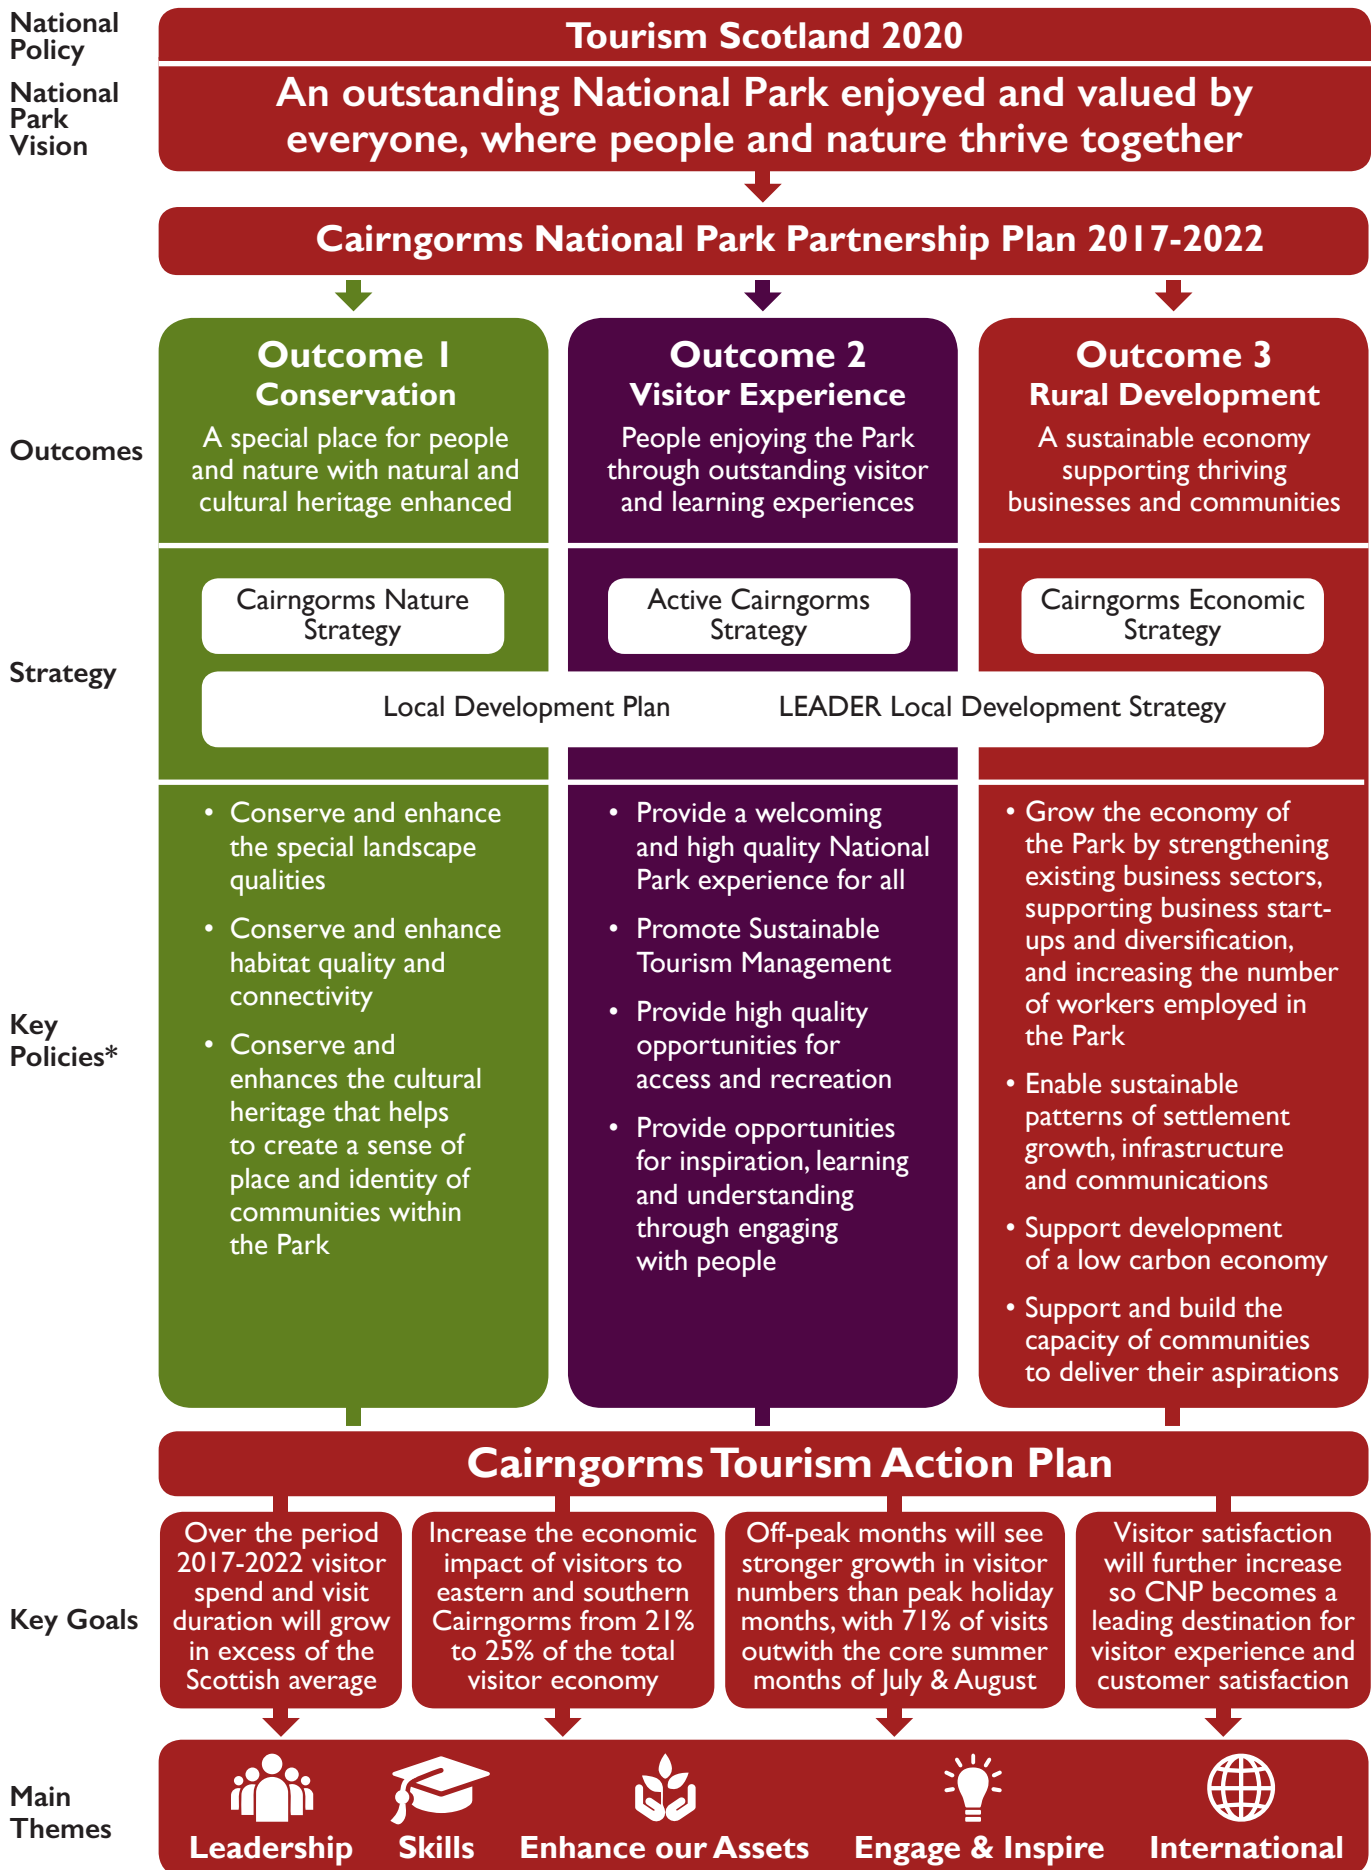 National
Policy
Tourism Scotland 2020
National
Park
Vision
An outstanding National Park enjoyed and valued by
everyone, where people and nature thrive together
Cairngorms National Park Partnership Plan 2017-2022
Outcomes
Outcome 1
Conservation
A special place for people
and nature with natural and
cultural heritage enhanced
Outcome 2
Visitor Experience
People enjoying the Park
through outstanding visitor
and learning experiences
Outcome 3
Rural Development
A sustainable economy
supporting thriving
businesses and communities
Strategy
Cairngorms Nature
Strategy
Active Cairngorms
Strategy
Cairngorms Economic
Strategy
Local Development Plan LEADER Local Development Strategy
Key
Policies*
• Conserve and enhance
the special landscape
qualities
• Conserve and enhance
habitat quality and
connectivity
• Conserve and
enhances the cultural
heritage that helps
to create a sense of
place and identity of
communities within
the Park
• Provide a welcoming
and high quality National
Park experience for all
• Promote Sustainable
Tourism Management
• Provide high quality
opportunities for
access and recreation
• Provide opportunities
for inspiration, learning
and understanding
through engaging
with people
• Grow the economy of
the Park by strengthening
existing business sectors,
supporting business start-
ups and diversification,
and increasing the number
of workers employed in
the Park
• Enable sustainable
patterns of settlement
growth, infrastructure
and communications
• Support development
of a low carbon economy
• Support and build the
capacity of communities
to deliver their aspirations
Cairngorms Tourism Action Plan
Key Goals
Over the period
2017-2022 visitor
spend and visit
duration will grow
in excess of the
Scottish average
Increase the economic
impact of visitors to
eastern and southern
Cairngorms from 21%
to 25% of the total
visitor economy
Off-peak months will see
stronger growth in visitor
numbers than peak holiday
months, with 71% of visits
outwith the core summer
months of July & August
Visitor satisfaction
will further increase
so CNP becomes a
leading destination for
visitor experience and
customer satisfaction
Main
Themes
Leadership
Skills
Enhance our Assets
Engage & Inspire
International